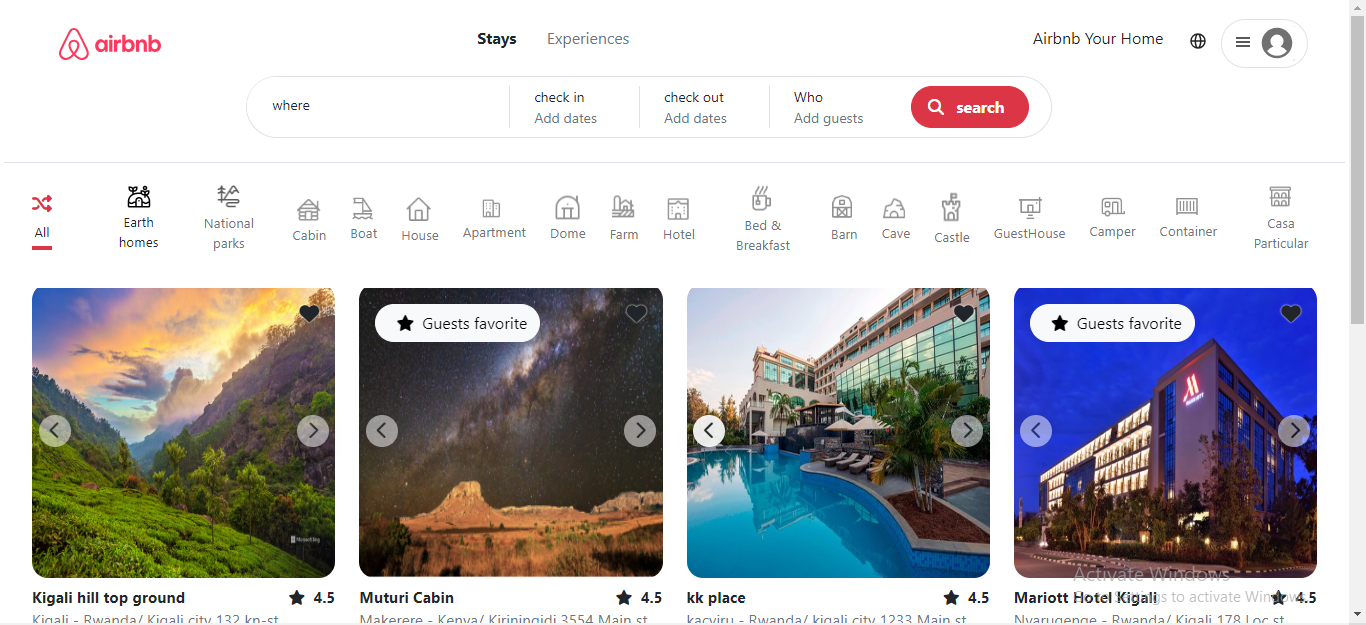 airbnb
Stays
Experiences
Airbnb Your Home
where
check in
Add dates
check out
Add dates
Who
Add guests
search
All
Earth
homes
National
parks
Cabin
Boat
House
Apartment
Dome
Farm
Hotel
Bed &
Breakfast
Barn
Cave
Castle
GuestHouse
Camper
Container
Casa
Particular
Guests favorite
Guests favorite
Kigali hill top ground
4.5
Muturi Cabin
4.5
kk place
4.5
Mariott Hotel Kigali
4.5
Activate Windows
Go to Settings to activate Windows.
Kigali - Rwanda/ Kigali city 132 kn-st
Makerere - Kenya/ Kiriningidi 3554 Main st
kacyiru - Rwanda/ kigali city 1233 Main st
Nyarugenge - Rwanda/ Kigali 178 Loc st